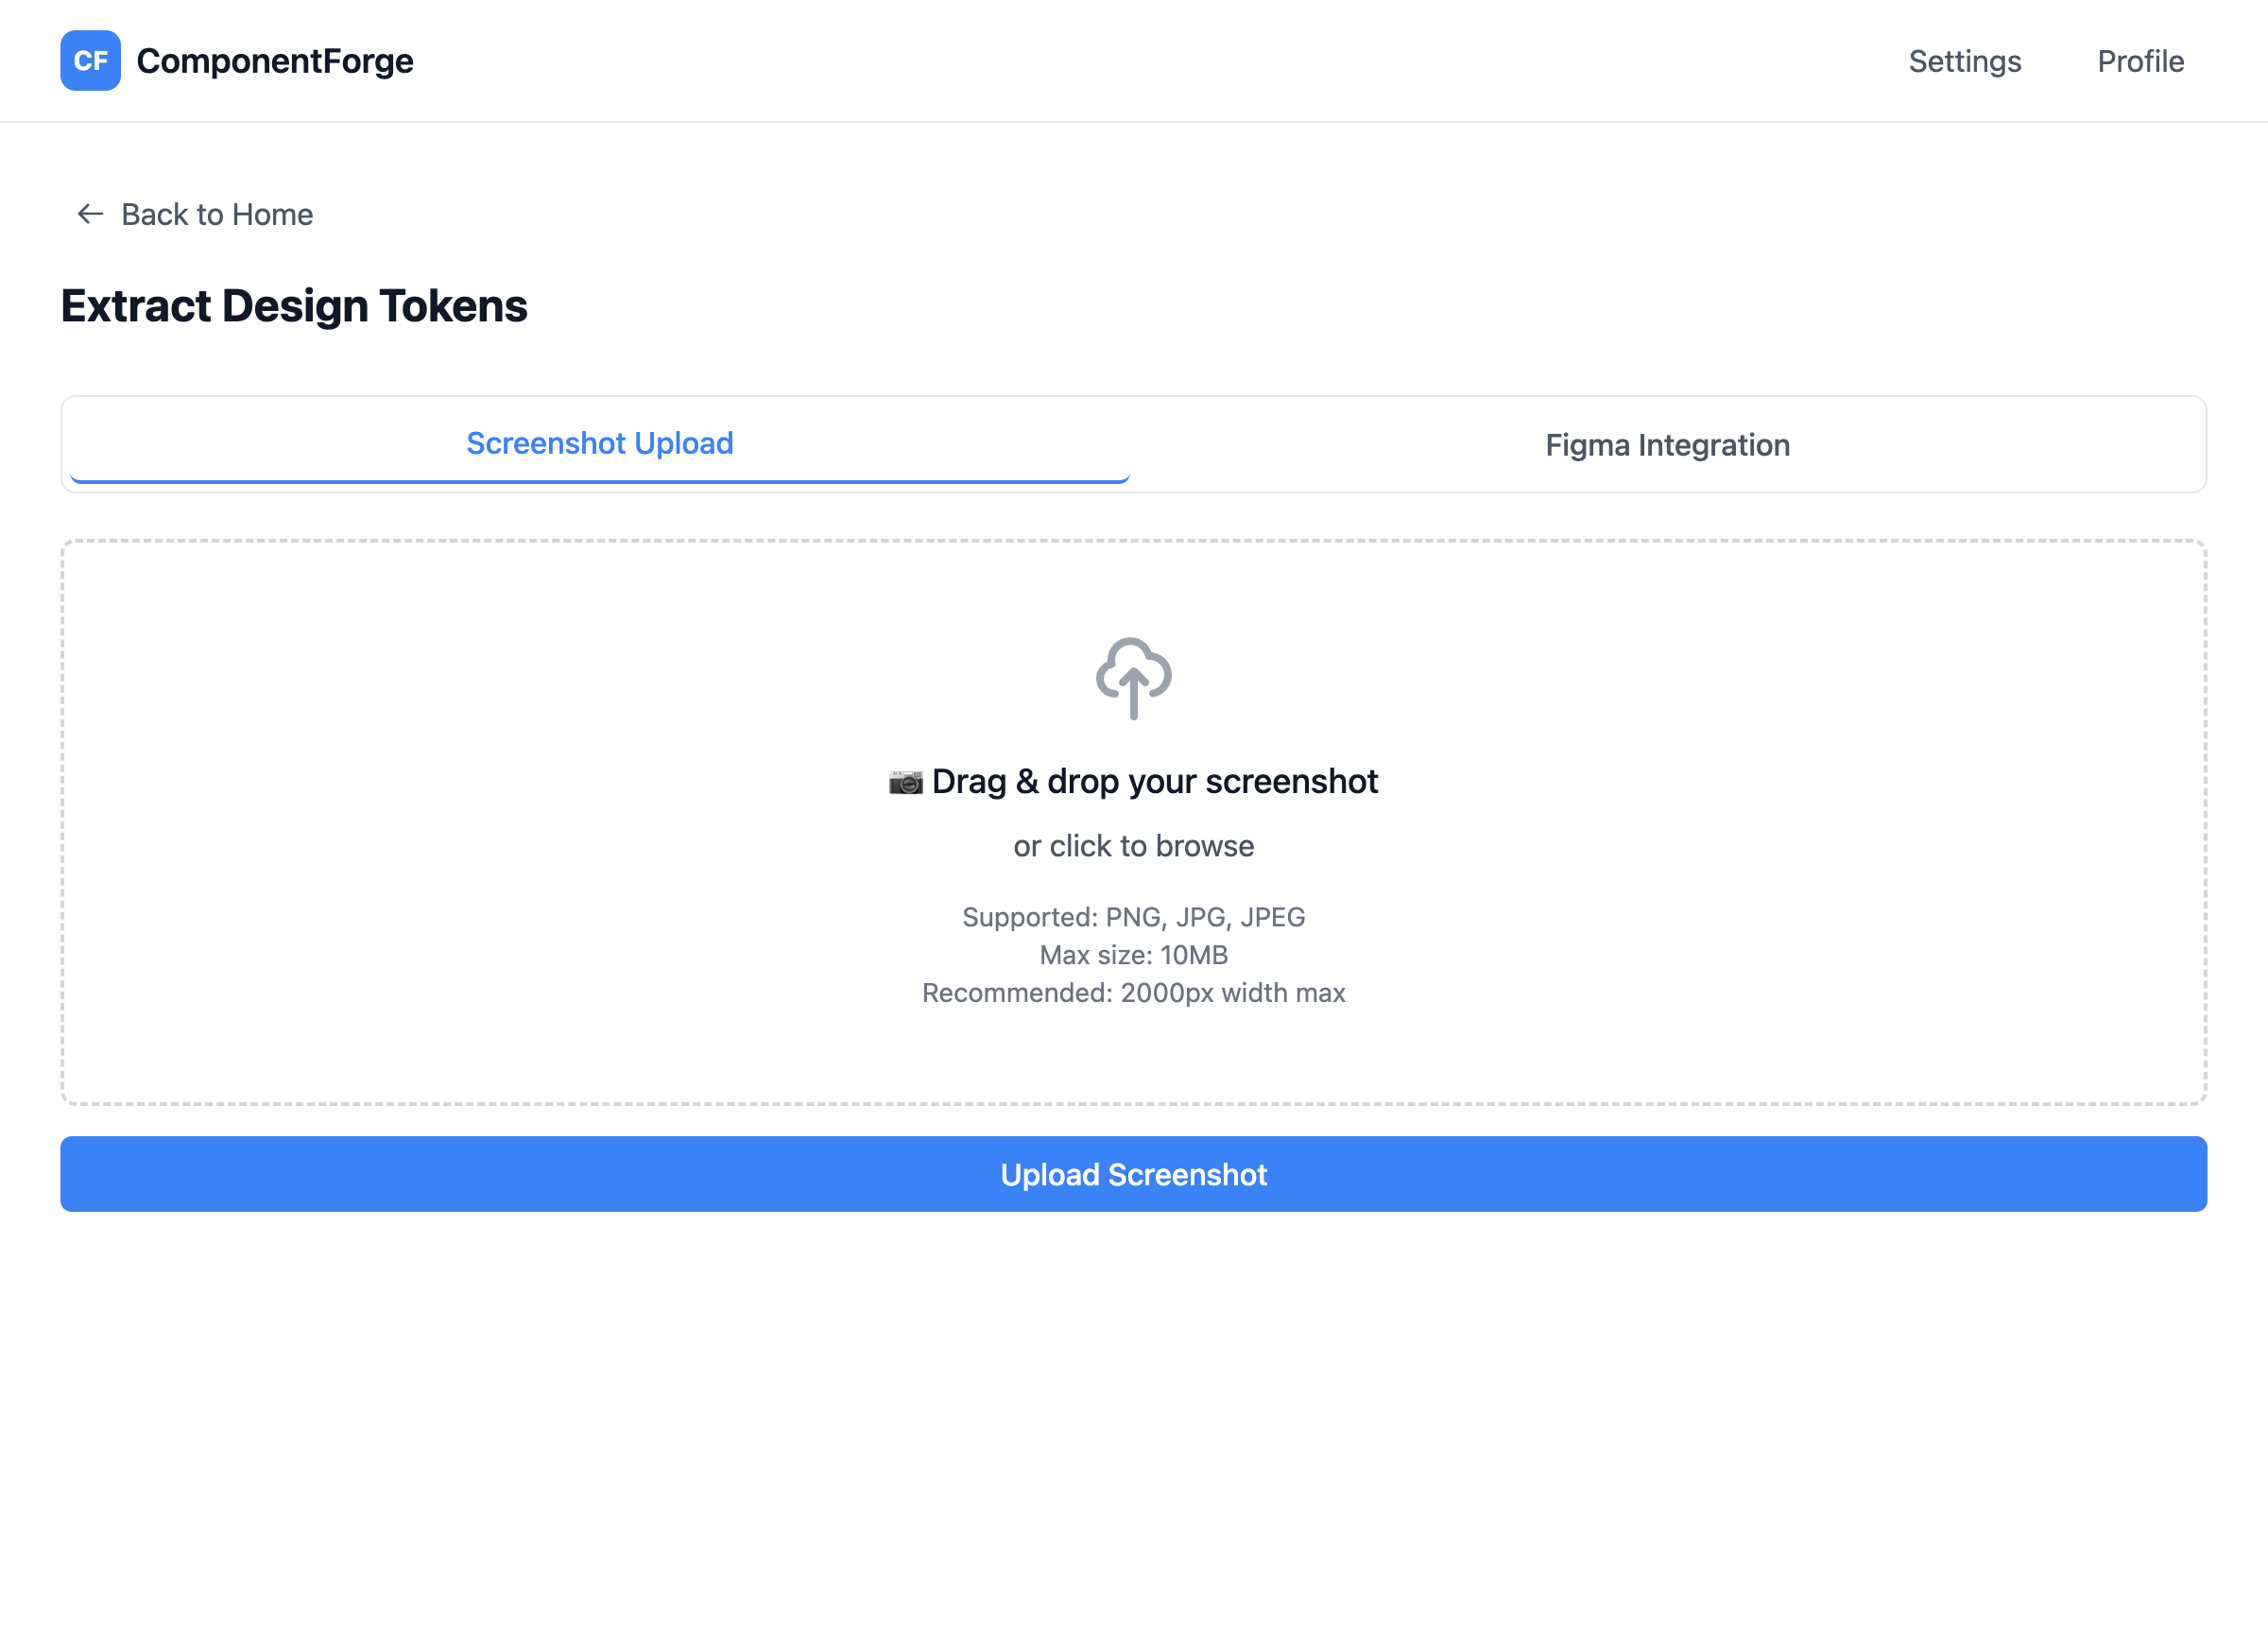 CF ComponentForge Settings Profile
← Back to Home
Extract Design Tokens
Screenshot Upload Figma Integration
📷 Drag & drop your screenshot
or click to browse
Supported: PNG, JPG, JPEG
Max size: 10MB
Recommended: 2000px width max
Upload Screenshot